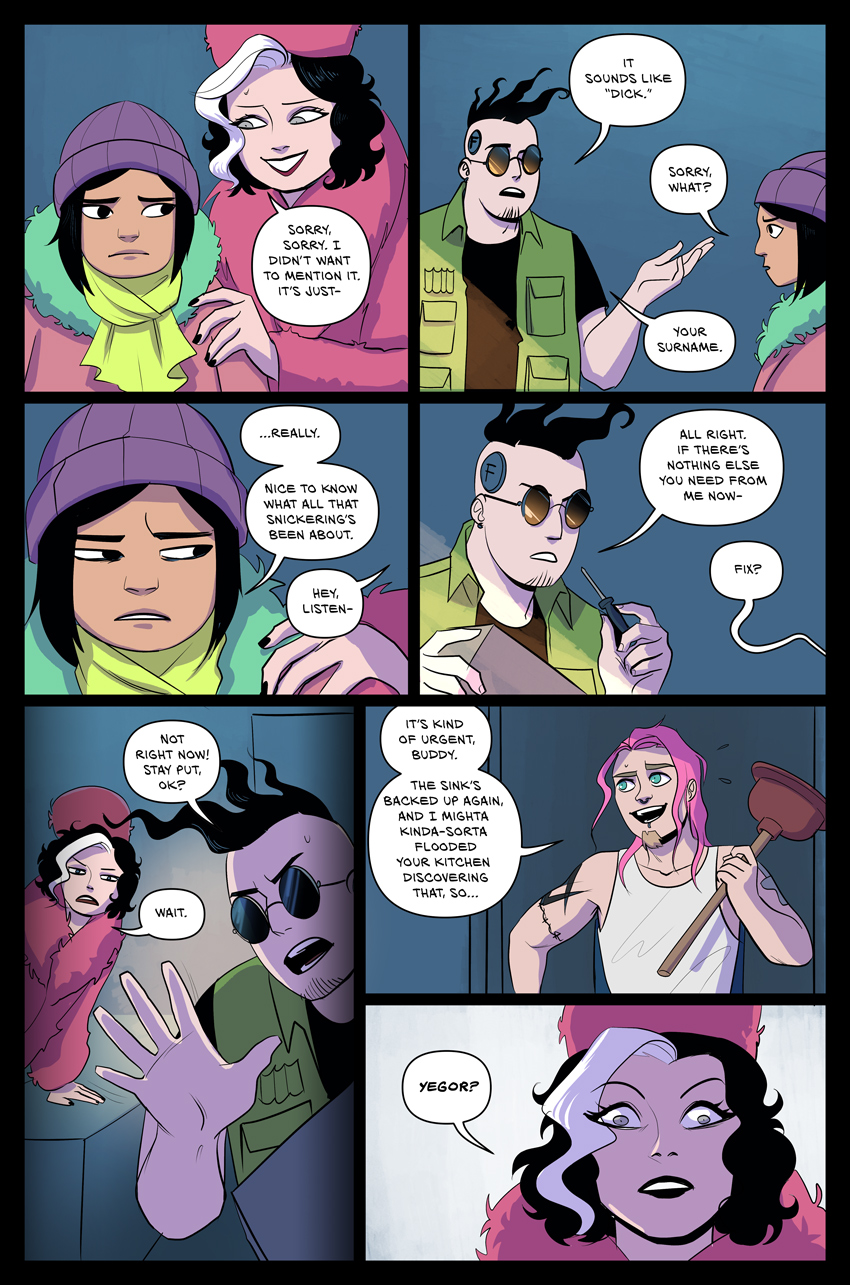 SORRY,
SORRY. I
DIDN'T WANT
TO MENTION IT.
IT'S JUST-
IT
SOUNDS LIKE
"DICK."
SORRY,
WHAT?
YOUR
SURNAME.
F
...REALLY.
NICE TO KNOW
WHAT ALL THAT
SNICKERING'S
BEEN ABOUT.
HEY,
LISTEN-
ALL RIGHT.
IF THERE'S
NOTHING ELSE
YOU NEED FROM
ME NOW-
F
FIX?
NOT
RIGHT NOW!
STAY PUT,
OK?
WAIT.
IT'S KIND
OF URGENT,
BUDDY.
THE SINK'S
BACKED UP AGAIN,
AND I MIGHTA
KINDA-SORTA
FLOODED
YOUR KITCHEN
DISCOVERING
THAT, SO...
YEGOR?